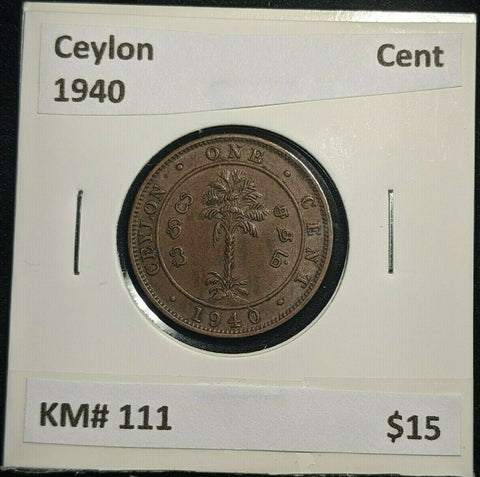 Ceylon Cent
1940
CEYLON · ONE · CENT
· 1940 ·
KM# 111 $15